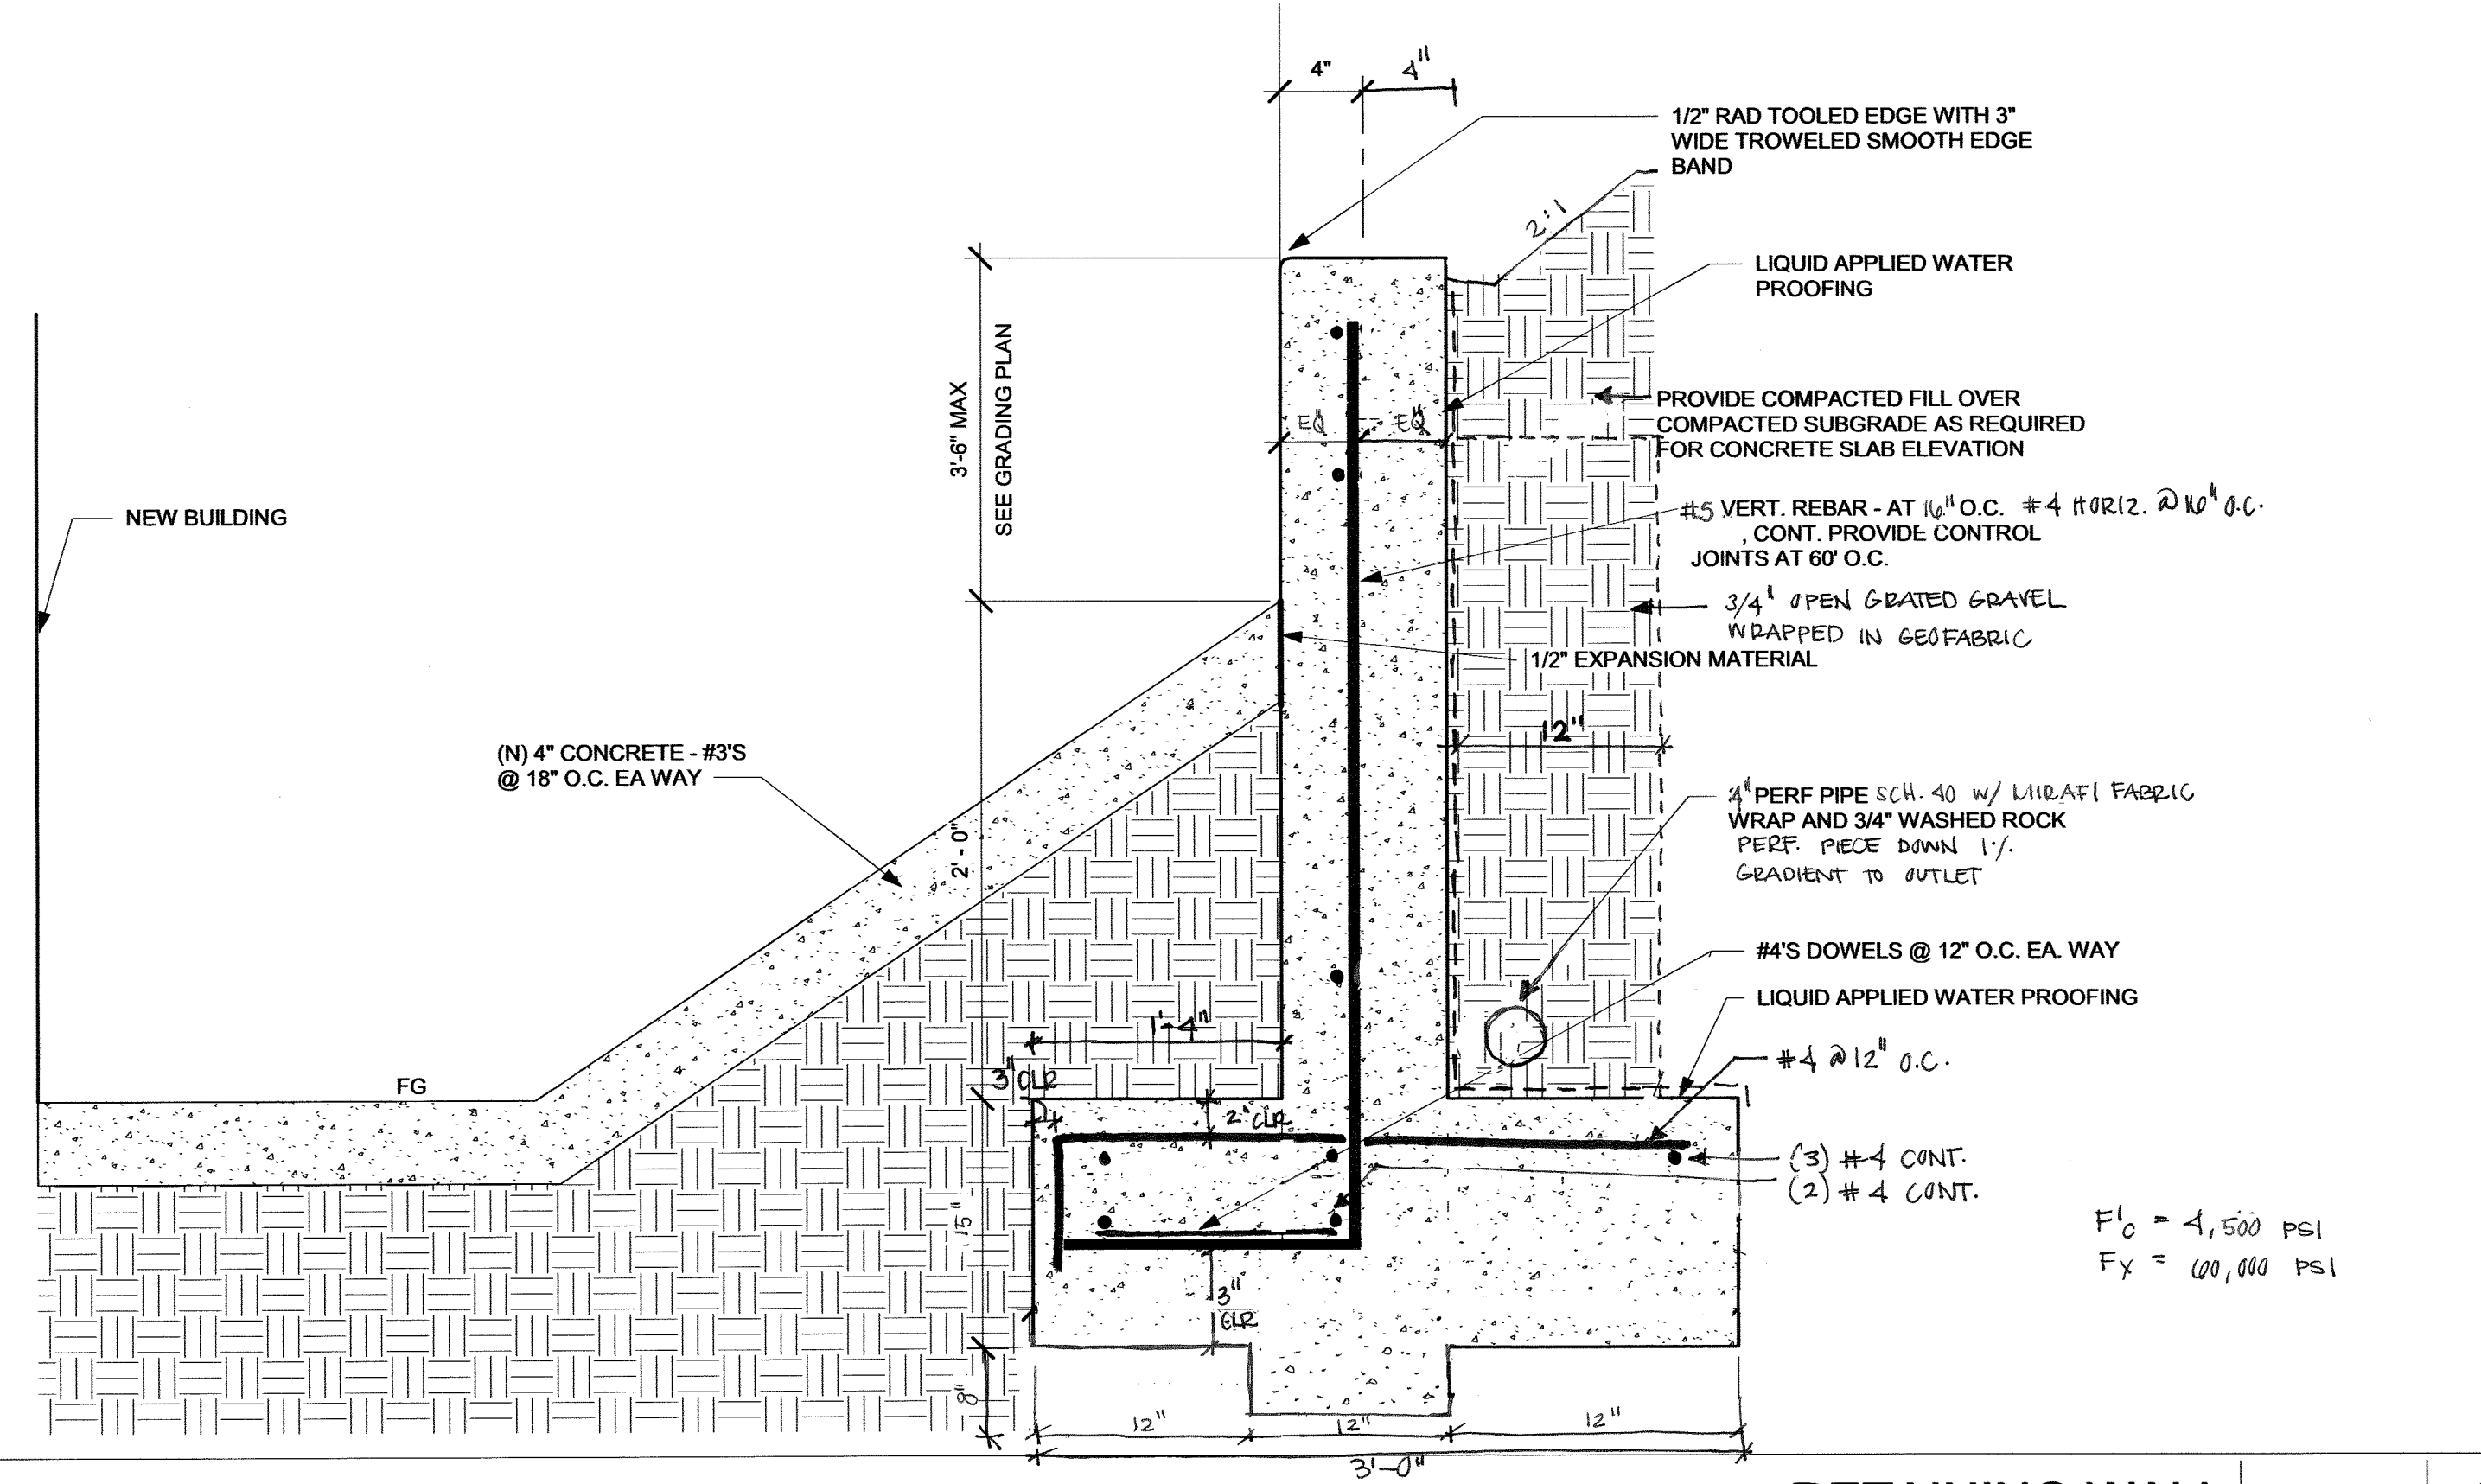 4" 4"
1/2" RAD TOOLED EDGE WITH 3"
WIDE TROWELED SMOOTH EDGE
BAND
2:1
LIQUID APPLIED WATER
PROOFING
3'-6" MAX
SEE GRADING PLAN
EQ EQ
PROVIDE COMPACTED FILL OVER
COMPACTED SUBGRADE AS REQUIRED
FOR CONCRETE SLAB ELEVATION
NEW BUILDING
#5 VERT. REBAR - AT 16" O.C. #4 HORIZ. @ 16" O.C.
, CONT. PROVIDE CONTROL
JOINTS AT 60' O.C.
3/4" OPEN GRATED GRAVEL
WRAPPED IN GEOFABRIC
1/2" EXPANSION MATERIAL
12"
(N) 4" CONCRETE - #3'S
@ 18" O.C. EA WAY
2' - 0"
4" PERF PIPE SCH. 40 W/ MIRAFI FABRIC
WRAP AND 3/4" WASHED ROCK
PERF. PIECE DOWN 1%
GRADIENT TO OUTLET
#4'S DOWELS @ 12" O.C. EA. WAY
LIQUID APPLIED WATER PROOFING
1'-4"
#4 @ 12" O.C.
3" CLR
FG
2" CLR
(3) #4 CONT.
(2) #4 CONT.
15"
F'c = 4,500 PSI
Fy = 60,000 PSI
3"
CLR
8"
12" 12" 12"
3'-0"